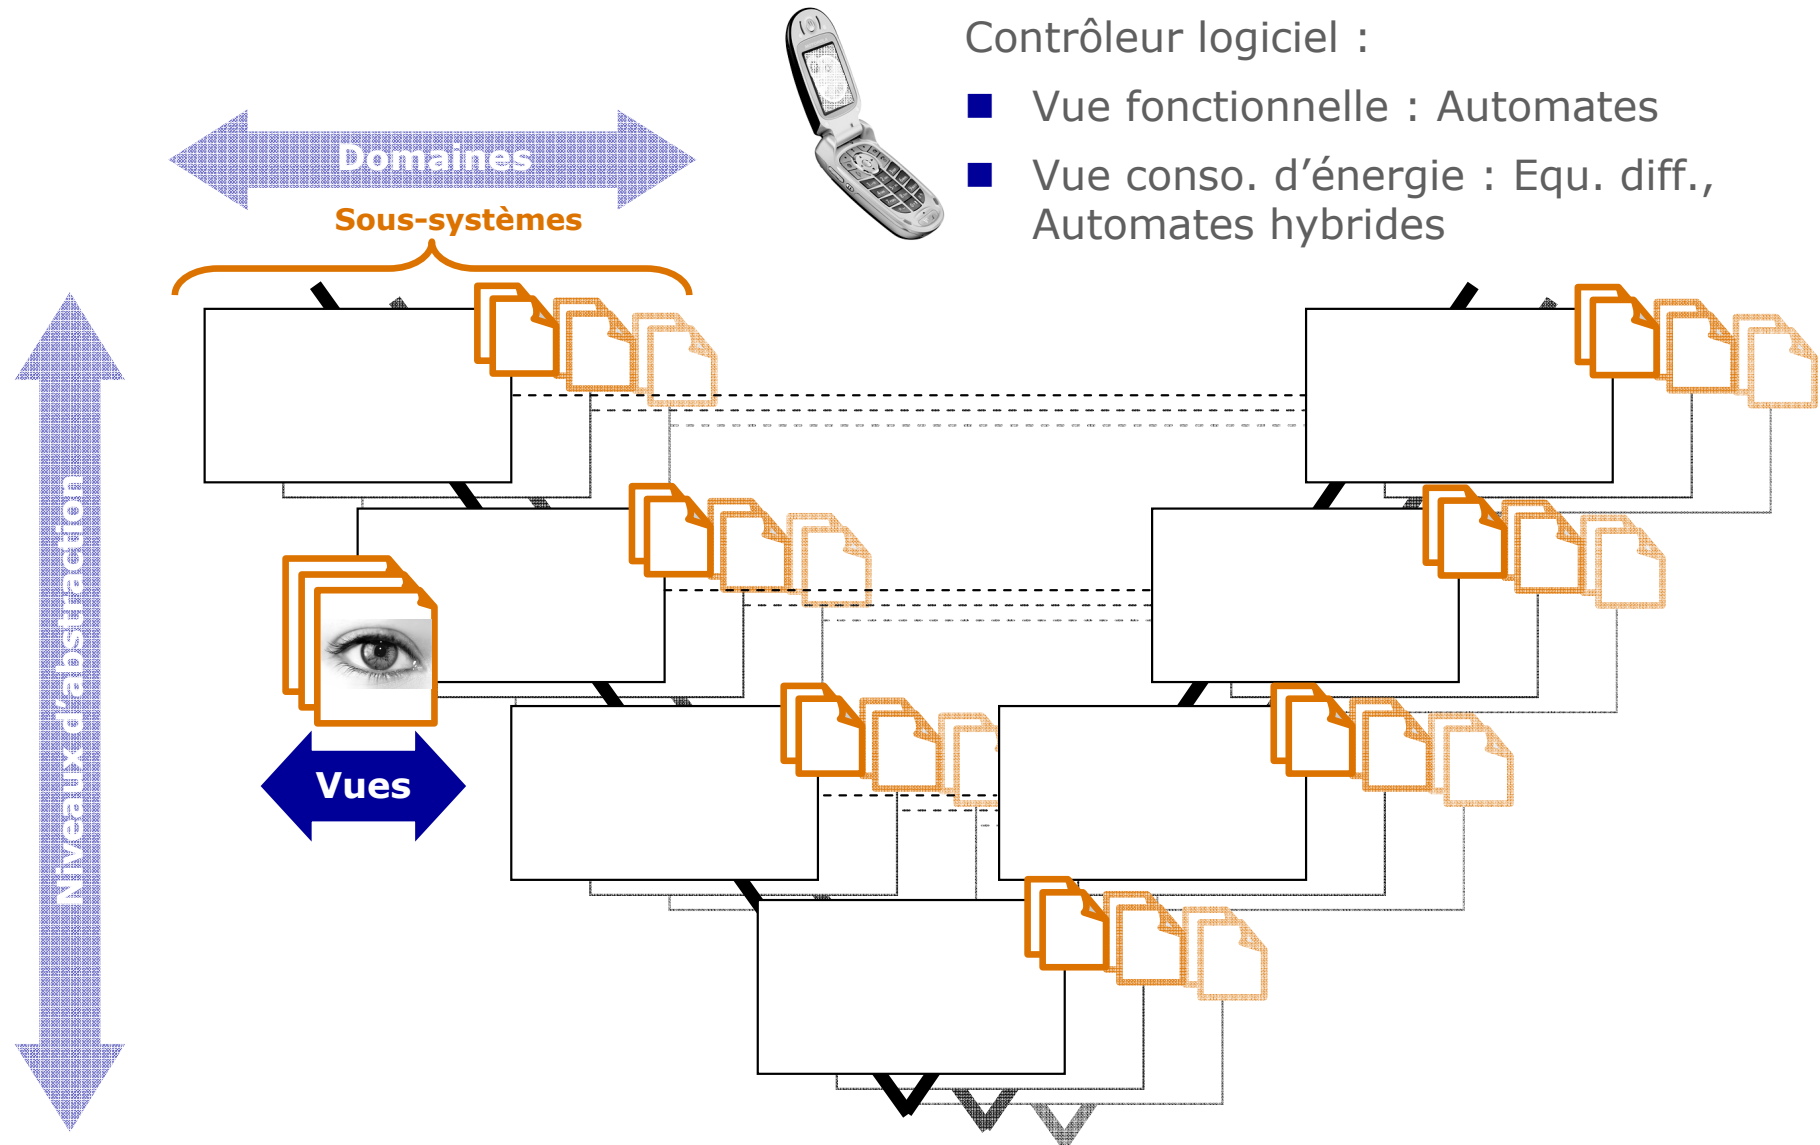 Contrôleur logiciel :
Vue fonctionnelle : Automates
Vue conso. d’énergie : Equ. diff.,
Automates hybrides
Domaines
Sous-systèmes
Niveaux d'abstraction
Vues